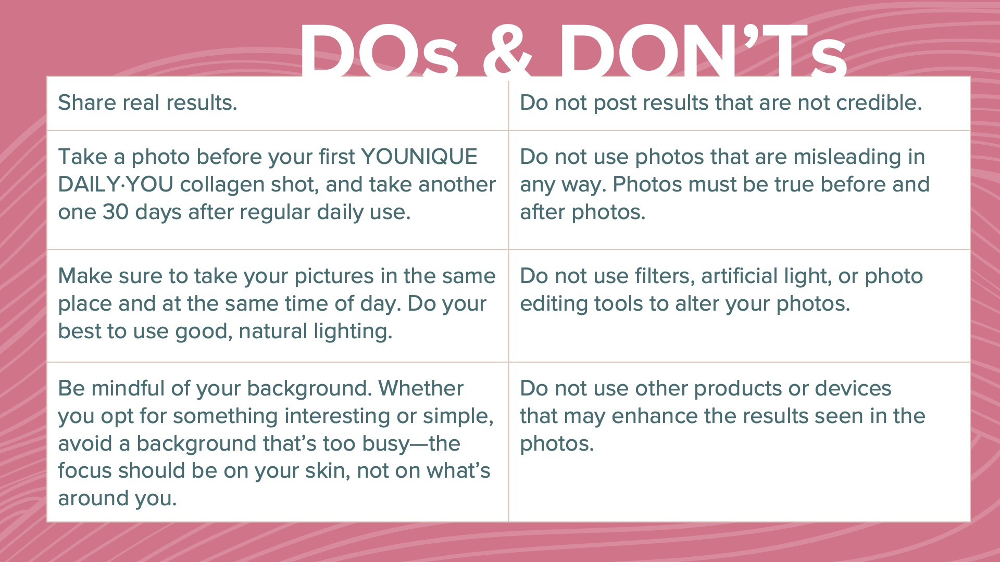 DOs & DON’Ts
Share real results.
Do not post results that are not credible.
Take a photo before your first YOUNIQUE
DAILY·YOU collagen shot, and take another
one 30 days after regular daily use.
Do not use photos that are misleading in
any way. Photos must be true before and
after photos.
Make sure to take your pictures in the same
place and at the same time of day. Do your
best to use good, natural lighting.
Do not use filters, artificial light, or photo
editing tools to alter your photos.
Be mindful of your background. Whether
you opt for something interesting or simple,
avoid a background that’s too busy—the
focus should be on your skin, not on what’s
around you.
Do not use other products or devices
that may enhance the results seen in the
photos.